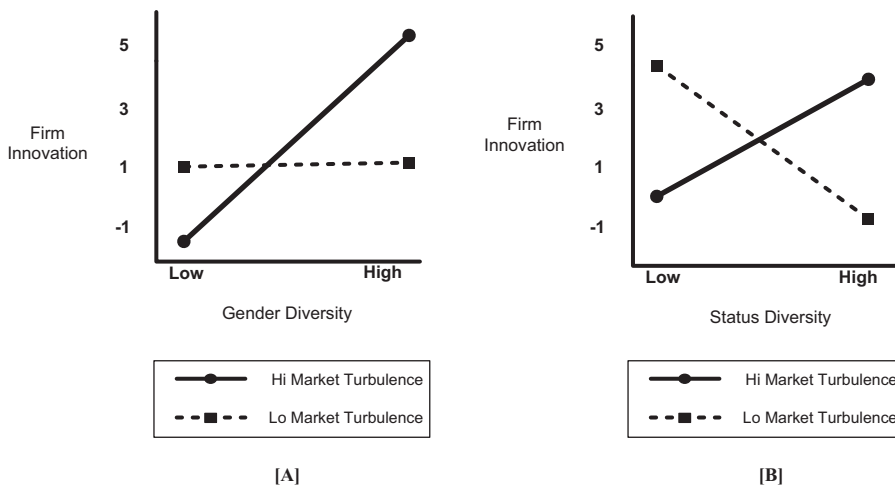 5
3
Firm
Innovation
1
-1
Low High
Gender Diversity
Hi Market Turbulence
Lo Market Turbulence
[A]
5
3
Firm
Innovation
1
-1
Low High
Status Diversity
Hi Market Turbulence
Lo Market Turbulence
[B]